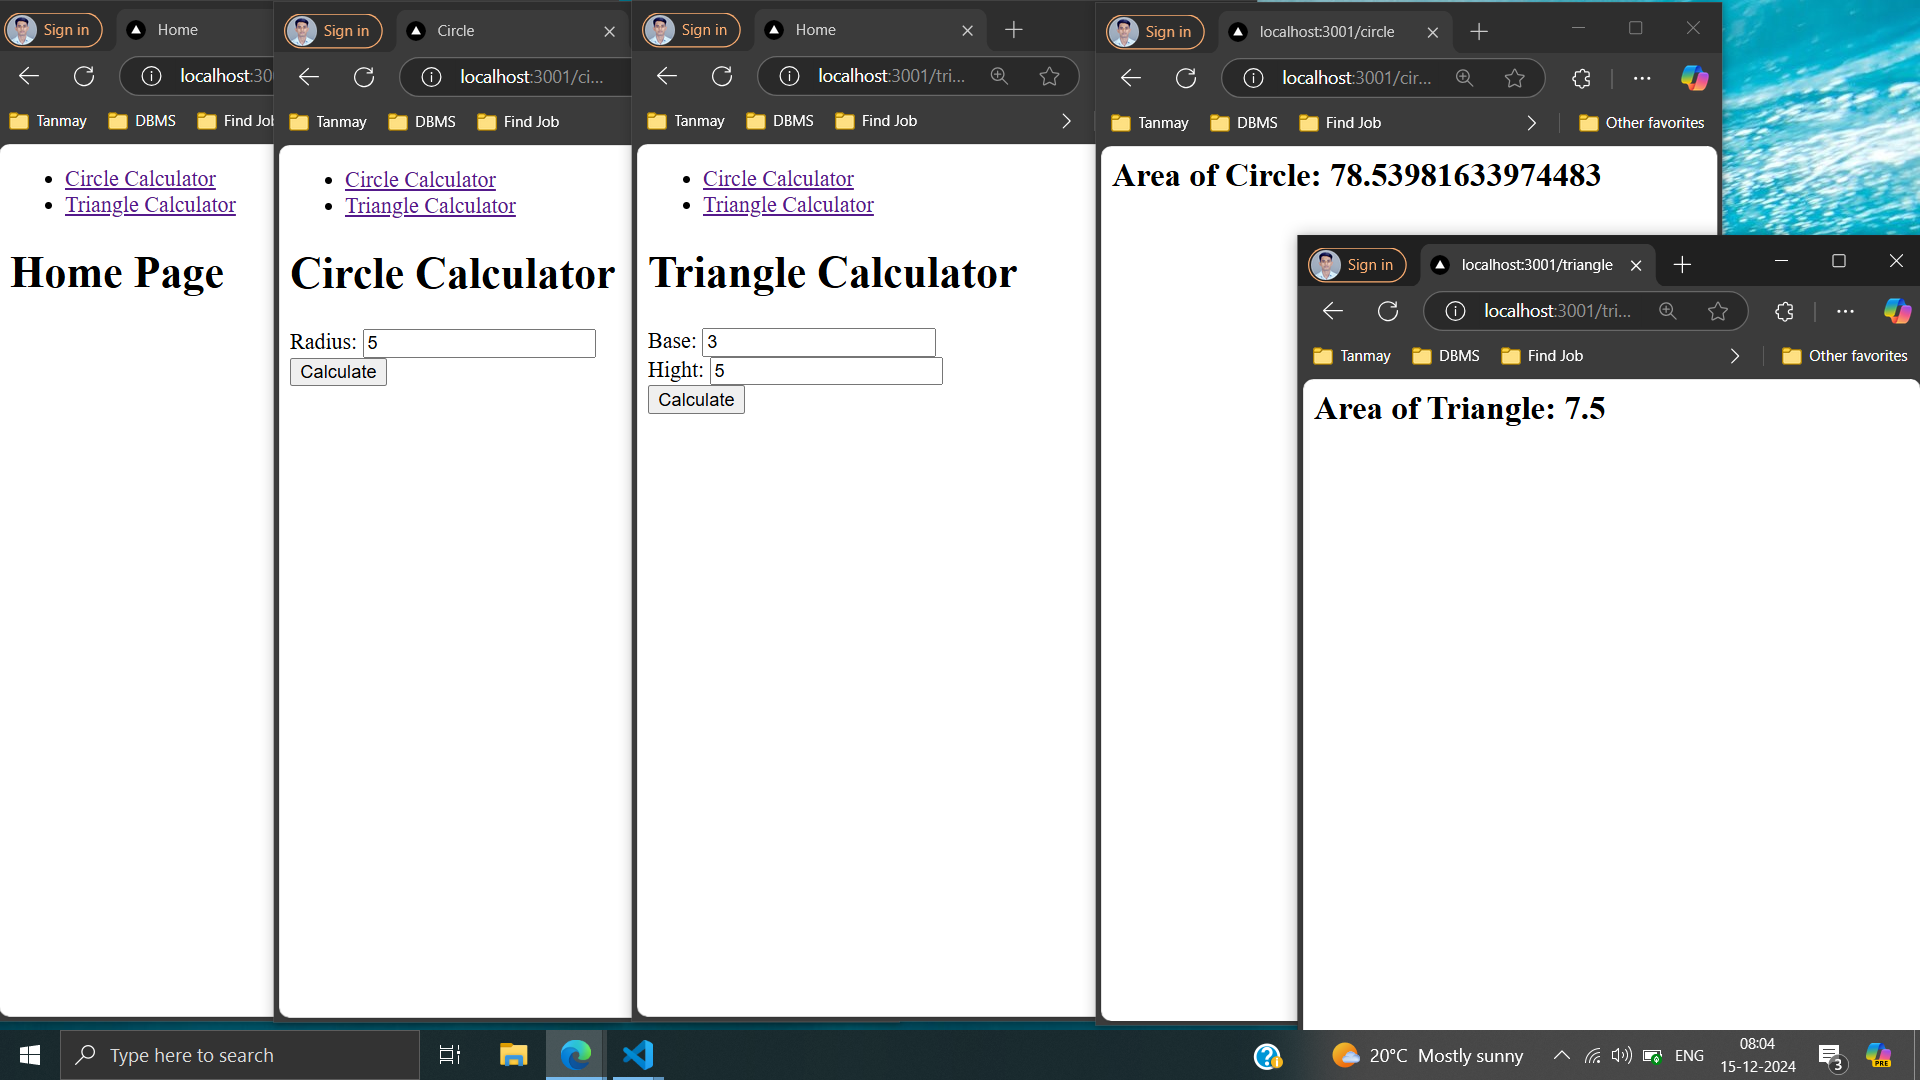 Sign in
Home
localhost:30
Tanmay
DBMS
Find Job
Circle Calculator
Triangle Calculator
Home Page
Sign in
Circle
localhost:3001/ci...
Tanmay
DBMS
Find Job
Circle Calculator
Triangle Calculator
Circle Calculator
Radius: 5
Calculate
Sign in
Home
localhost:3001/tri...
Tanmay
DBMS
Find Job
Circle Calculator
Triangle Calculator
Triangle Calculator
Base: 3
Hight: 5
Calculate
Sign in
localhost:3001/circle
localhost:3001/cir...
Tanmay
DBMS
Find Job
Other favorites
Area of Circle: 78.53981633974483
Sign in
localhost:3001/triangle
localhost:3001/tri...
Tanmay
DBMS
Find Job
Other favorites
Area of Triangle: 7.5
Type here to search
20°C Mostly sunny
ENG
08:04
15-12-2024
3
PRE